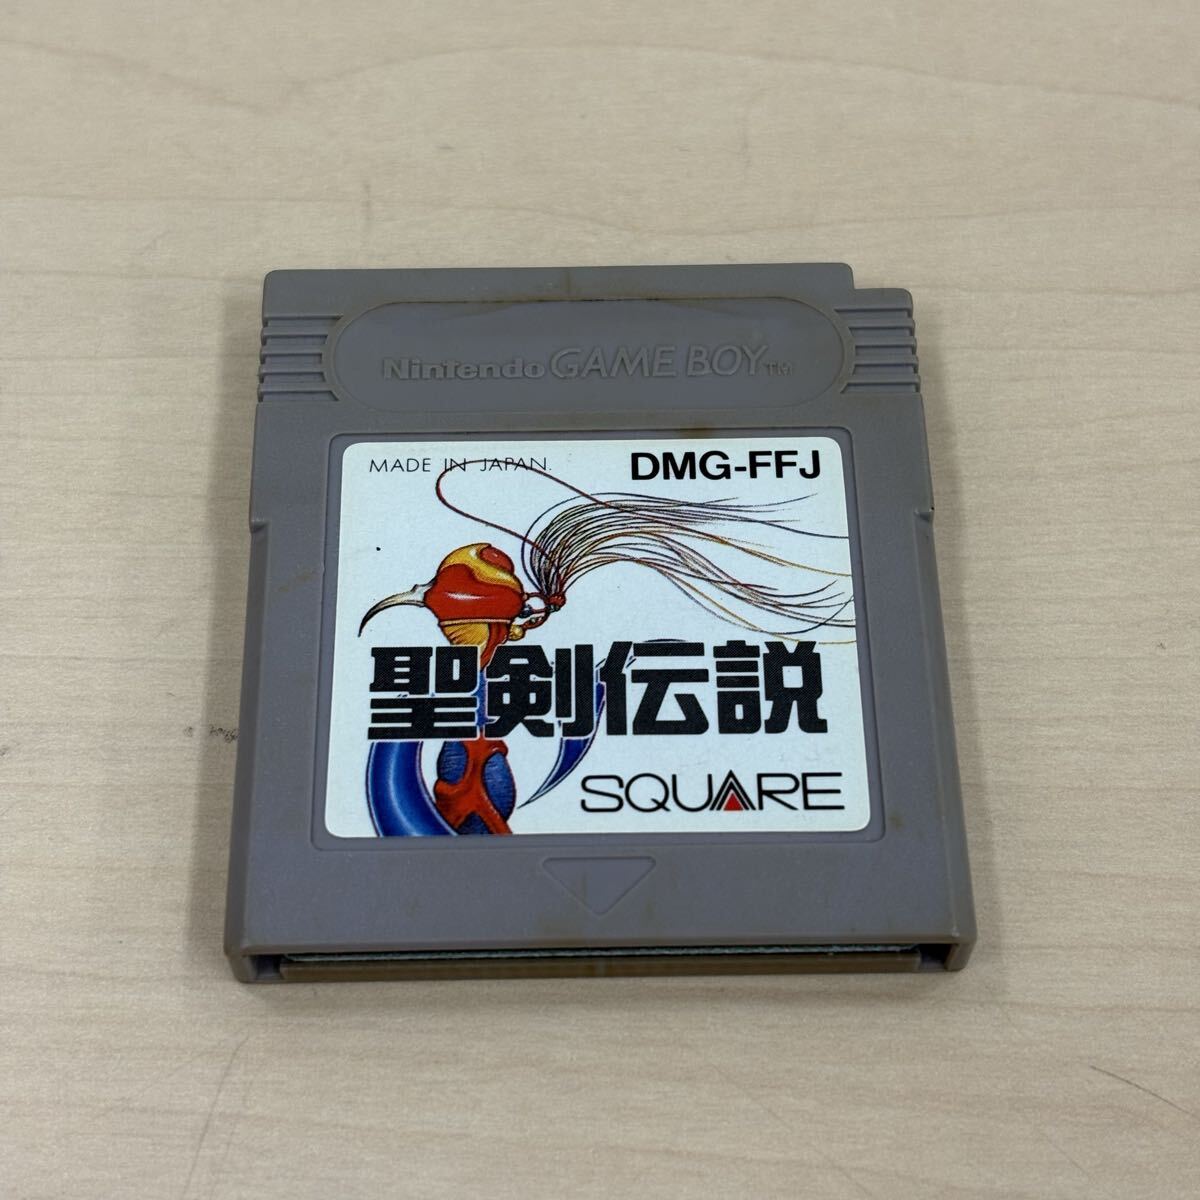 Nintendo GAME BOY TM
MADE IN JAPAN. DMG-FFJ
聖剣伝説
SQUARE